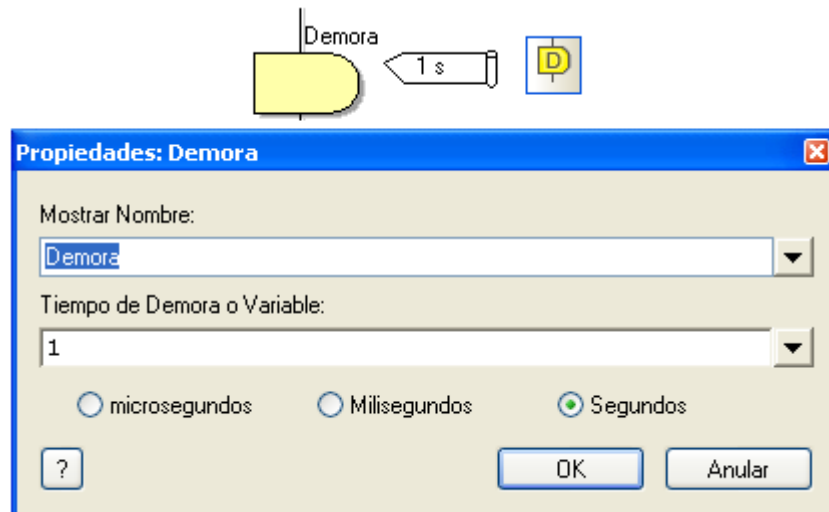 Demora
1 s
D
Propiedades: Demora
Mostrar Nombre:
Demora
Tiempo de Demora o Variable:
1
microsegundos Milisegundos Segundos
? OK Anular